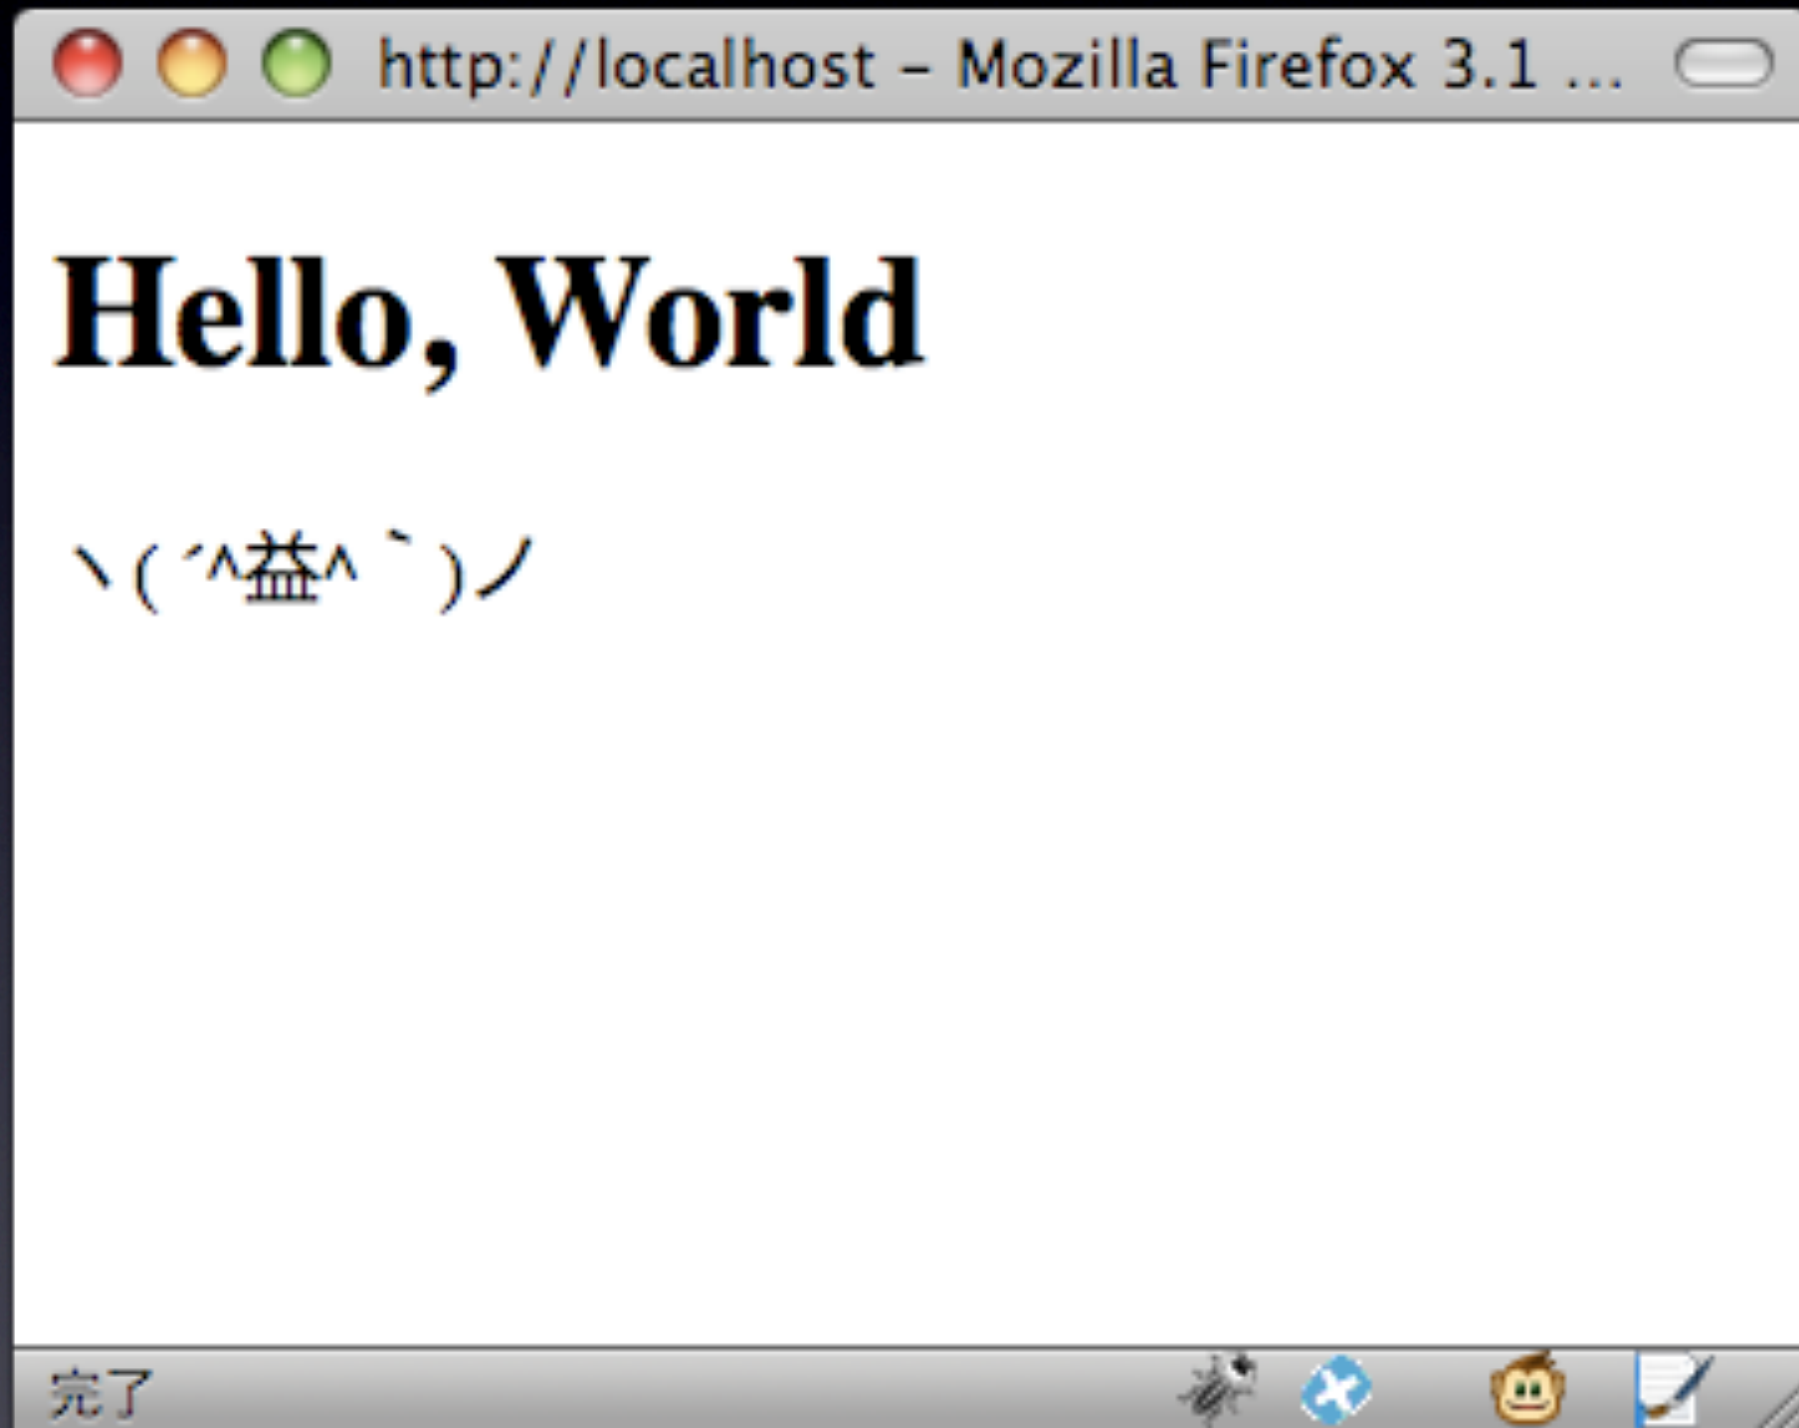 http://localhost – Mozilla Firefox 3.1 ...
Hello, World
ヽ( ´^益^｀)ノ
完了